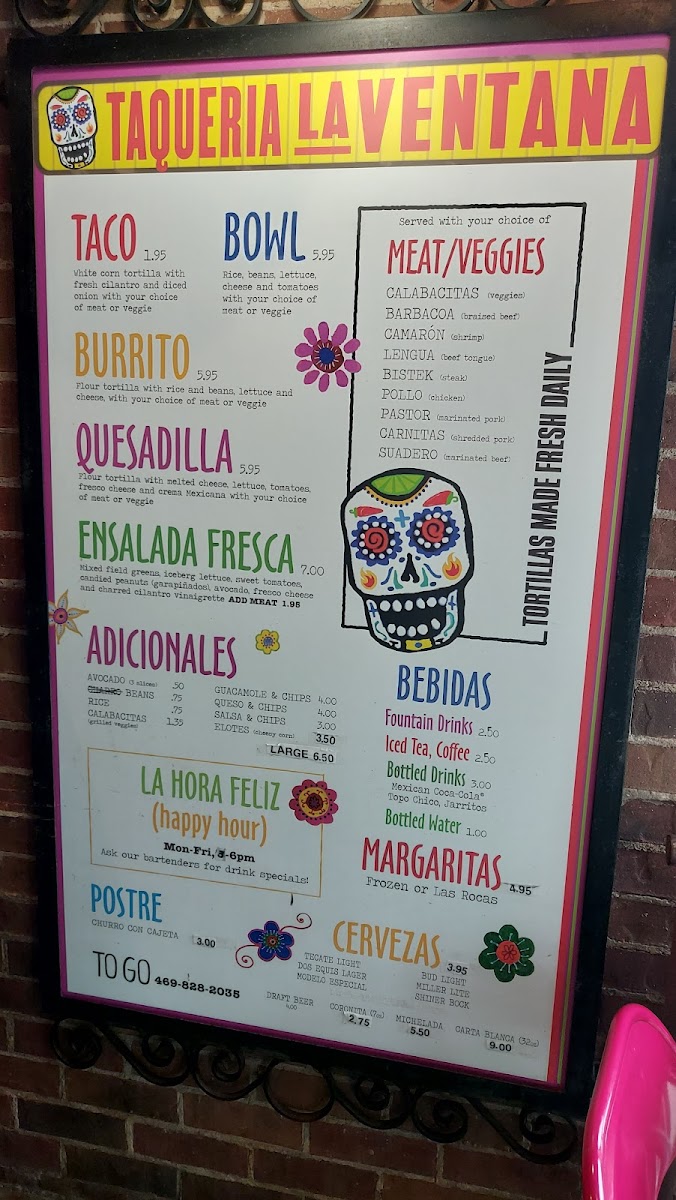 TAQUERIA LA VENTANA
TACO 1.95
White corn tortilla with
fresh cilantro and diced
onion with your choice
of meat or veggie
BOWL 5.95
Rice, beans, lettuce,
cheese and tomatoes
with your choice of
meat or veggie
BURRITO 5.95
Flour tortilla with rice and beans, lettuce and
cheese, with your choice of meat or veggie
QUESADILLA 5.95
Flour tortilla with melted cheese, lettuce, tomatoes,
fresco cheese and crema Mexicana with your choice
of meat or veggie
ENSALADA FRESCA 7.00
Mixed field greens, iceberg lettuce, sweet tomatoes,
candied peanuts (garapiñados), avocado, fresco cheese
and charred cilantro vinaigrette ADD MEAT 1.95
Served with your choice of
MEAT/VEGGIES
CALABACITAS (veggies)
BARBACOA (braised beef)
CAMARÓN (shrimp)
LENGUA (beef tongue)
BISTEK (steak)
POLLO (chicken)
PASTOR (marinated pork)
CARNITAS (shredded pork)
SUADERO (marinated beef)
TORTILLAS MADE FRESH DAILY
ADICIONALES
AVOCADO (3 slices) .50
BEANS .75
RICE .75
CALABACITAS 1.35
(grilled veggies)
GUACAMOLE & CHIPS 4.00
QUESO & CHIPS 4.00
SALSA & CHIPS 3.00
ELOTES (cheesy corn) 3.50
LARGE 6.50
LA HORA FELIZ
(happy hour)
Mon-Fri, -6pm
Ask our bartenders for drink specials!
POSTRE
CHURRO CON CAJETA 3.00
TO GO 469-828-2035
BEBIDAS
Fountain Drinks 2.50
Iced Tea, Coffee 2.50
Bottled Drinks 3.00
Mexican Coca-Cola®
Topo Chico, Jarritos
Bottled Water 1.00
MARGARITAS 4.95
Frozen or Las Rocas
CERVEZAS 3.95
TECATE LIGHT
DOS EQUIS LAGER
MODELO ESPECIAL
BUD LIGHT
MILLER LITE
SHINER BOCK
DRAFT BEER
4.00
CORONITA (7oz)
2.75
MICHELADA
5.50
CARTA BLANCA (32oz)
9.00